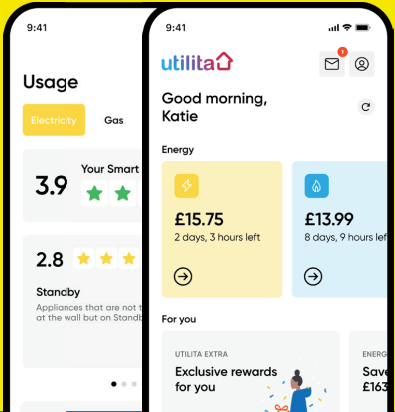 9:41
Usage
Electricity
Gas
Your Smart
3.9
2.8
Standby
Appliances that are not
at the wall but on Standb
9:41
utilita
1
Good morning,
Katie
Energy
£15.75
2 days, 3 hours left
£13.99
8 days, 9 hours lef
For you
UTILITA EXTRA
Exclusive rewards
for you
ENERG
Save
£163